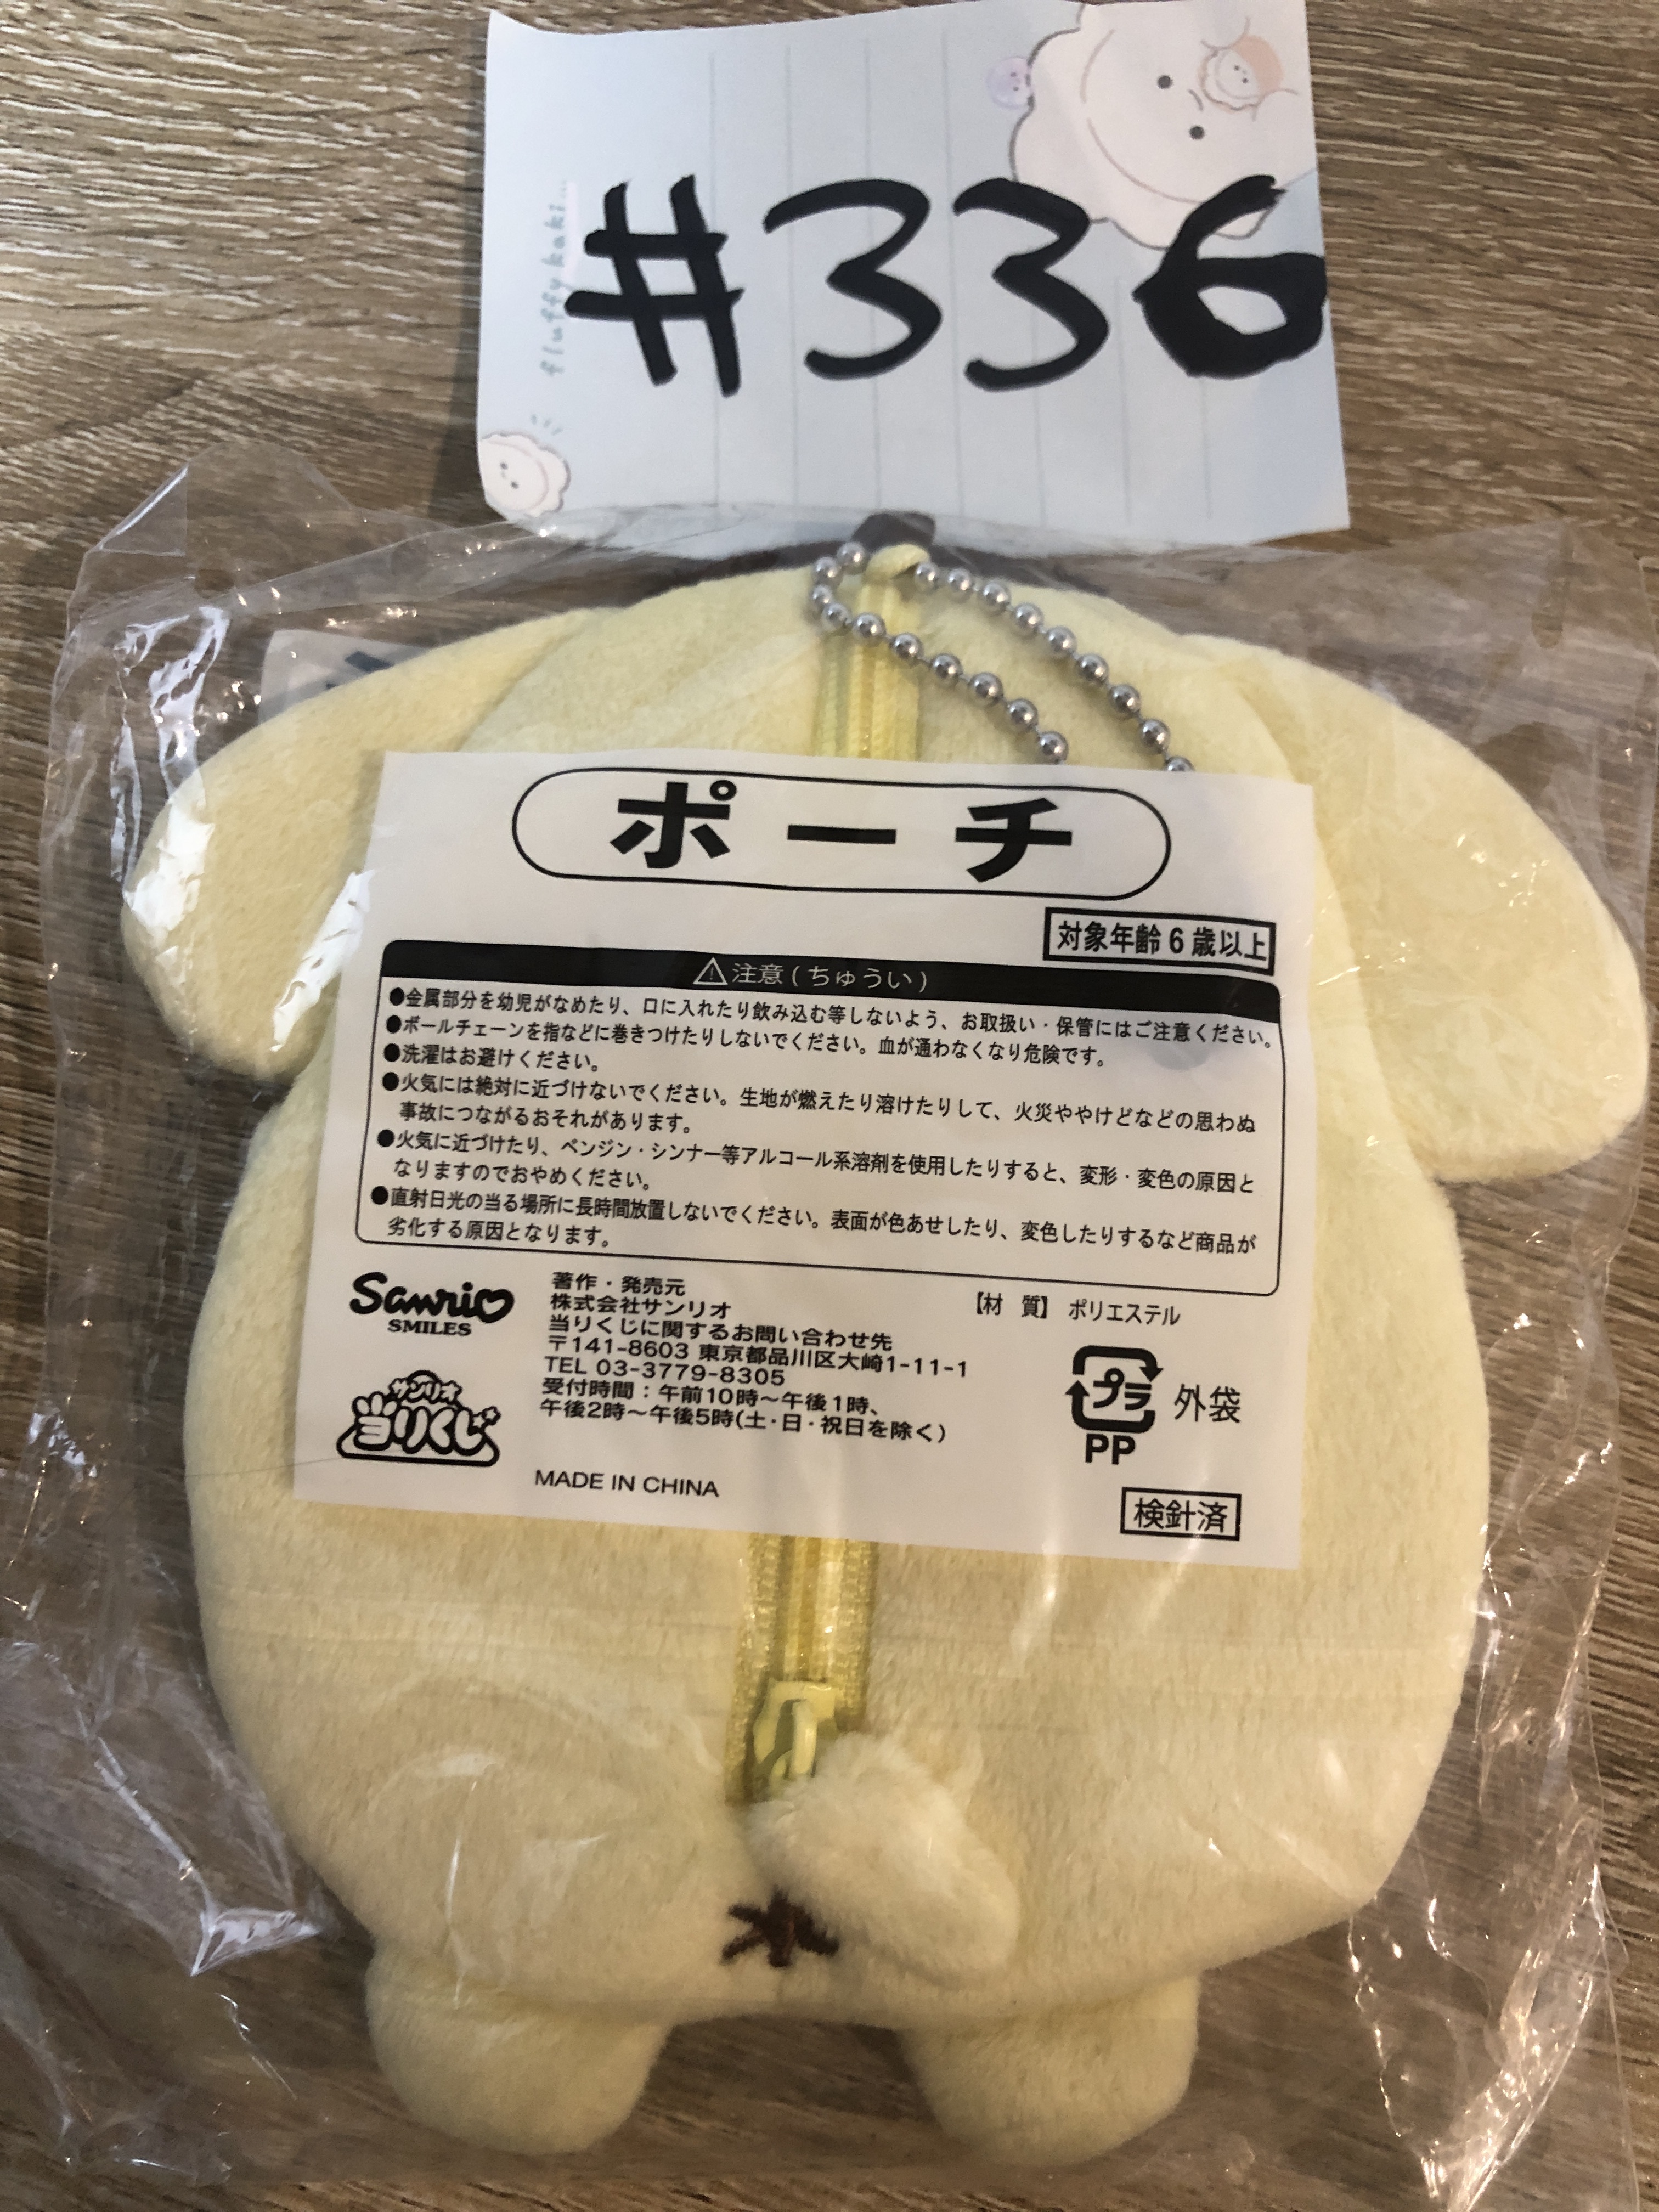 #336
fluffy kaki...
ポーチ
対象年齢6歳以上
⚠注意(ちゅうい)
●金属部分を幼児がなめたり、口に入れたり飲み込む等しないよう、お取扱い・保管にはご注意ください。
●ボールチェーンを指などに巻きつけたりしないでください。血が通わなくなり危険です。
●洗濯はお避けください。
●火気には絶対に近づけないでください。生地が燃えたり溶けたりして、火災ややけどなどの思わぬ
事故につながるおそれがあります。
●火気に近づけたり、ベンジン・シンナー等アルコール系溶剤を使用したりすると、変形・変色の原因と
なりますのでおやめください。
●直射日光の当る場所に長時間放置しないでください。表面が色あせしたり、変色したりするなど商品が
劣化する原因となります。
Sanrio
SMILES
サンリオ
当りくじ
著作・発売元
株式会社サンリオ
当りくじに関するお問い合わせ先
〒141-8603 東京都品川区大崎1-11-1
TEL 03-3779-8305
受付時間:午前10時~午後1時、
午後2時~午後5時(土・日・祝日を除く)
MADE IN CHINA
【材 質】 ポリエステル
プラ 外袋
PP
検針済